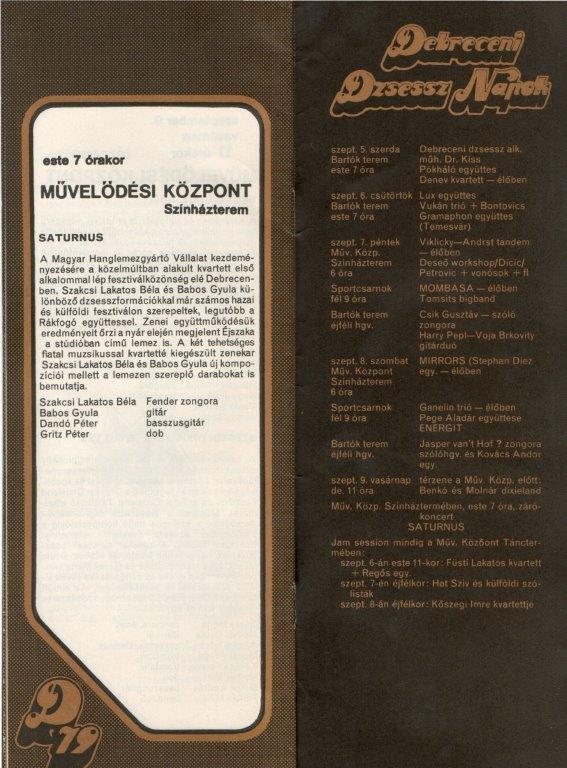 este 7 órakor
MŰVELŐDÉSI KÖZPONT
Színházterem
SATURNUS
A Magyar Hanglemezgyártó Vállalat kezdemé-
nyezésére a közelmúltban alakult kvartett első
alkalommal lép fesztiválközönség elé Debrecen-
ben. Szakcsi Lakatos Béla és Babos Gyula kü-
lönböző dzsesszformációkkal már számos hazai
és külföldi fesztiválon szerepeltek, legutóbb a
Rákfogó együttessel. Zenei együttműködésük
eredményeit őrzi a nyár elején megjelent Éjszaka
a stúdióban című lemez is. A két tehetséges
fiatal muzsikussal kvartetté kiegészült zenekar
Szakcsi Lakatos Béla és Babos Gyula új kompo-
zíciói mellett a lemezen szereplő darabokat is
bemutatja.
Szakcsi Lakatos Béla Fender zongora
Babos Gyula gitár
Dandó Péter basszusgitár
Gritz Péter dob
D 79
Debreceni
Dzsessz Napok
szept. 5. szerda Debreceni dzsessz alk.
Bartók terem műh. Dr. Kiss
este 7 óra Pókháló együttes
Denev kvartett — élőben
szept. 6. csütörtök Lux együttes
Bartók terem Vukán trió + Bontovics
este 7 óra Gramaphon együttes
(Temesvár)
szept. 7. péntek Viklicky—Andrst tandem
Műv. Közp. — élőben
Színházterem Deseő workshop/Dicic/
6 óra Petrovic + vonósok + fl
Sportcsarnok MOMBASA — élőben
fél 9 óra Tomsits bigband
Bartók terem Csik Gusztáv — szóló
éjféli hgv. zongora
Harry Pepl—Voja Brkovity
gitárduó
szept. 8. szombat MIRRORS (Stephan Diez
Műv. Központ egy. — élőben
Színházterem
6 óra
Sportcsarnok Ganelin trió — élőben
fél 9 óra Pege Aladár együttese
ENERGIT
Bartók terem Jasper van't Hof ? zongora
éjféli hgv. szólóhgv. és Kovács Andor
egy.
szept. 9. vasárnap térzene a Műv. Közp. előtt:
de. 11 óra Benkó és Molnár dixieland
Műv. Közp. Színháztermében, este 7 óra, záró-
koncert
SATURNUS
Jam session mindig a Műv. Közőont Tánctér-
mében:
szept. 6-án este 11-kor: Füsti Lakatos kvartett
+ Regős egy.
szept. 7-én éjfélkor: Hat Sziv és külföldi szó-
listák
szept. 8-án éjfélkor: Kőszegi Imre kvartettje